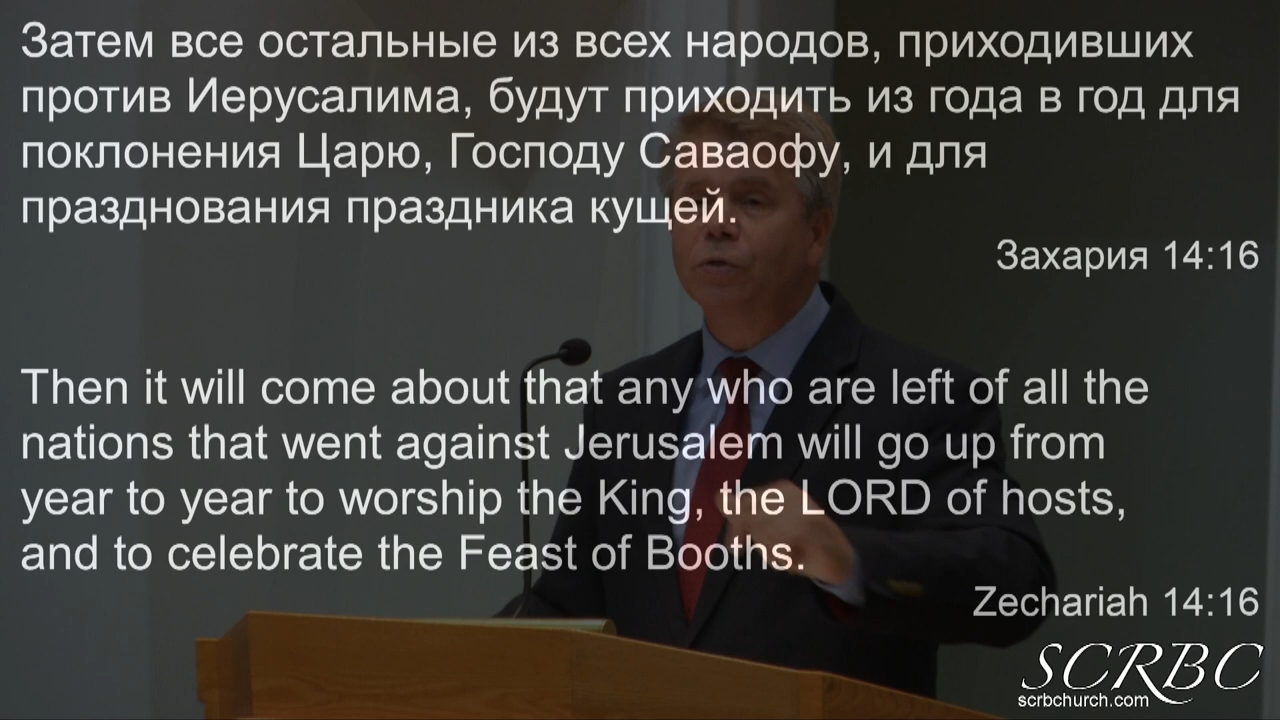 Затем все остальные из всех народов, приходивших
против Иерусалима, будут приходить из года в год для
поклонения Царю, Господу Саваофу, и для
празднования праздника кущей.
Захария 14:16
Then it will come about that any who are left of all the
nations that went against Jerusalem will go up from
year to year to worship the King, the LORD of hosts,
and to celebrate the Feast of Booths.
Zechariah 14:16
SCRBC
scrbchurch.com